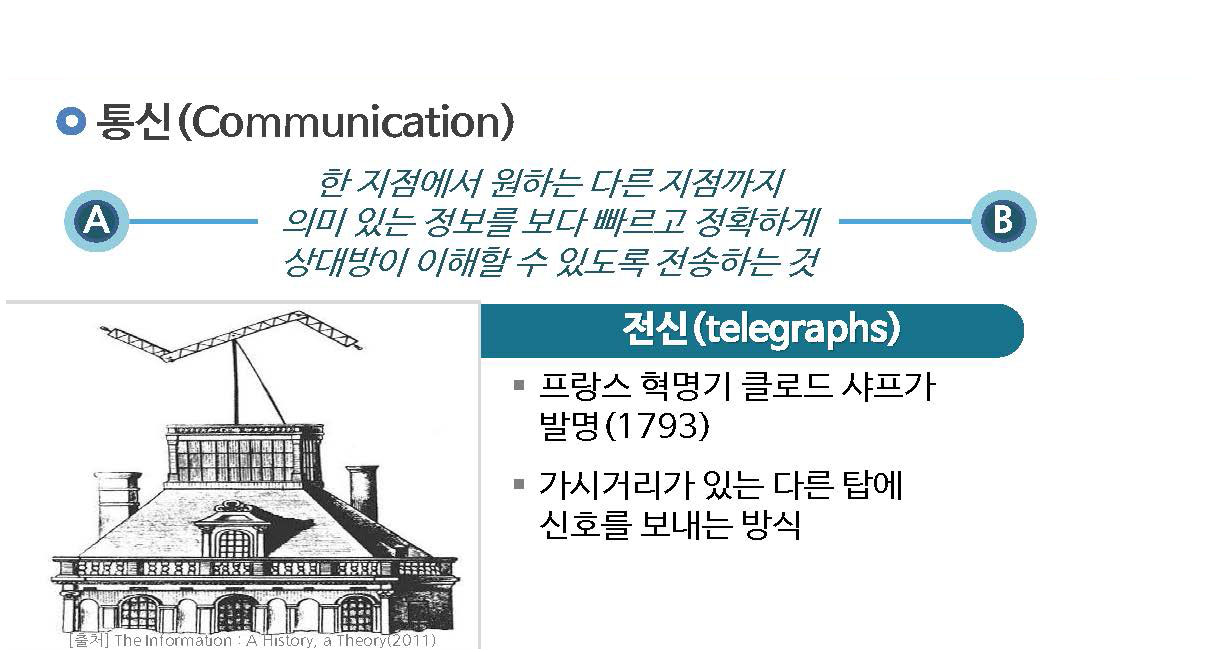 통신(Communication)
한 지점에서 원하는 다른 지점까지
A
의미 있는 정보를 보다 빠르고 정확하게
B
상대방이 이해할 수 있도록 전송하는 것
전신(telegraphs)
▪ 프랑스 혁명기 클로드 샤프가
발명(1793)
▪ 가시거리가 있는 다른 탑에
신호를 보내는 방식
[출처] The Information : A History, a Theory(2011)